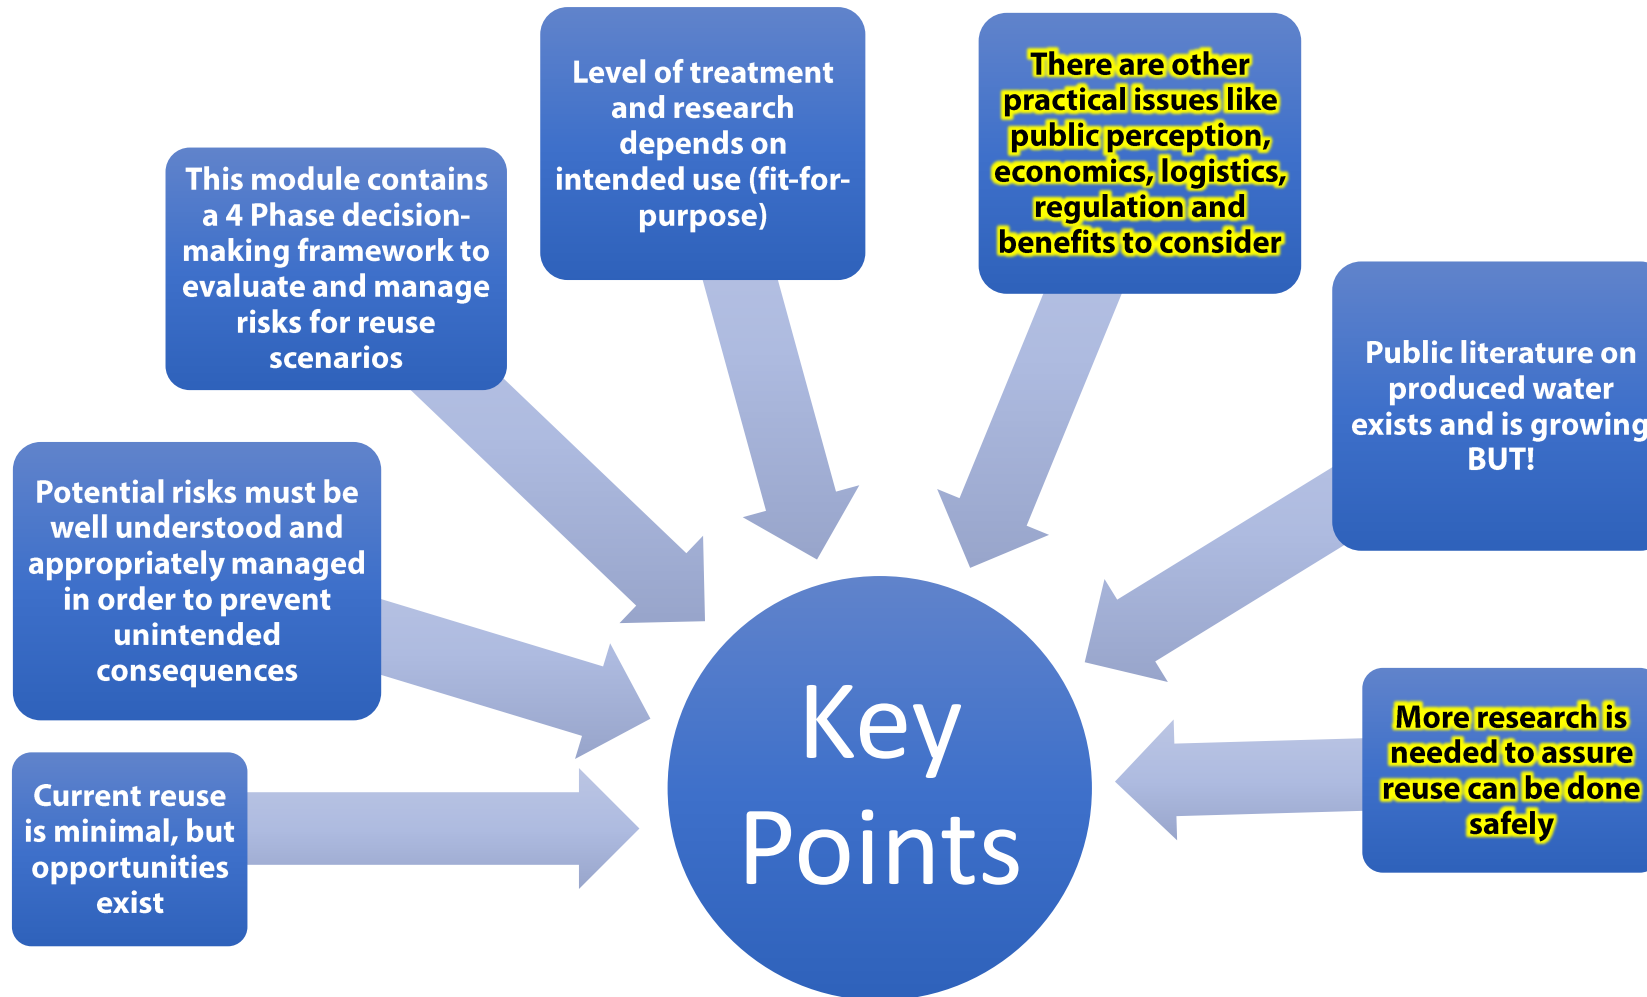 Current reuse
is minimal, but
opportunities
exist
Potential risks must be
well understood and
appropriately managed
in order to prevent
unintended
consequences
This module contains
a 4 Phase decision-
making framework to
evaluate and manage
risks for reuse
scenarios
Level of treatment
and research
depends on
intended use (fit-for-
purpose)
There are other
practical issues like
public perception,
economics, logistics,
regulation and
benefits to consider
Public literature on
produced water
exists and is growing
BUT!
More research is
needed to assure
reuse can be done
safely
Key
Points